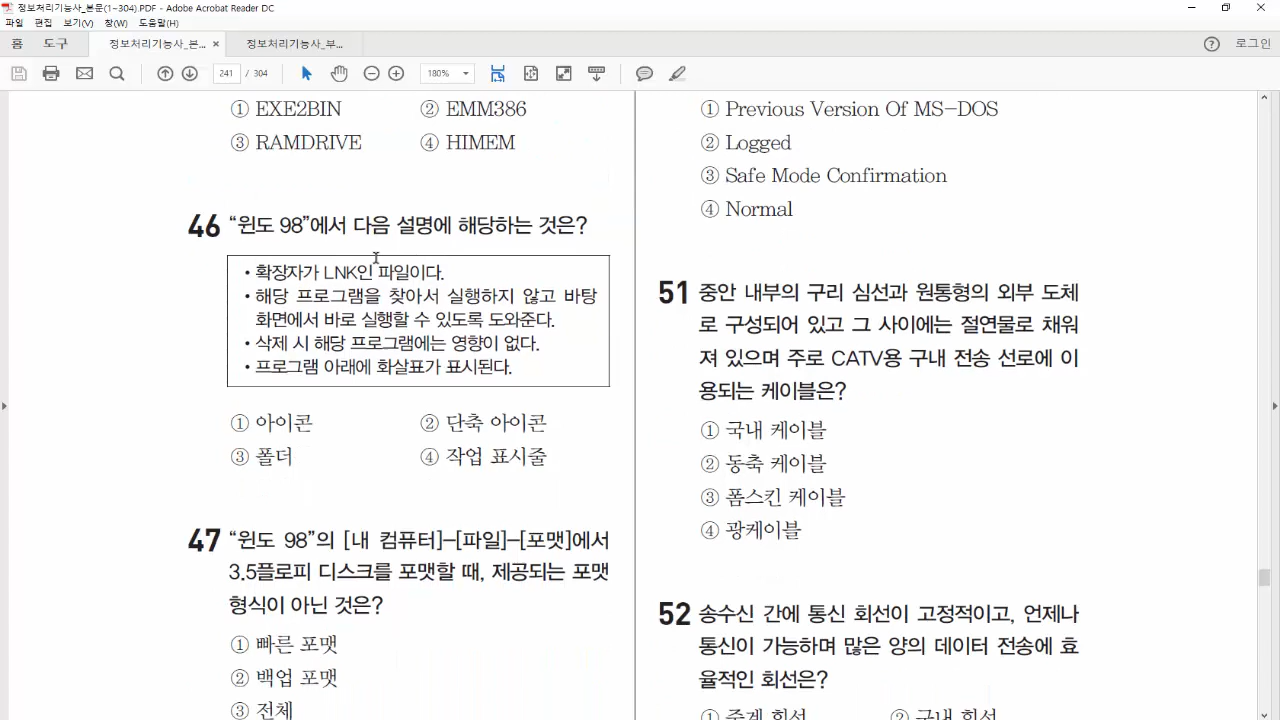 정보처리기능사_본문(1~304).PDF - Adobe Acrobat Reader DC
파일 편집 보기(V) 창(W) 도움말(H)
홈 도구 정보처리기능사_본... × 정보처리기능사_부... 로그인
241 / 304 180%
① EXE2BIN ② EMM386
③ RAMDRIVE ④ HIMEM
46 “윈도 98”에서 다음 설명에 해당하는 것은?
• 확장자가 LNK인 파일이다.
• 해당 프로그램을 찾아서 실행하지 않고 바탕
화면에서 바로 실행할 수 있도록 도와준다.
• 삭제 시 해당 프로그램에는 영향이 없다.
• 프로그램 아래에 화살표가 표시된다.
① 아이콘 ② 단축 아이콘
③ 폴더 ④ 작업 표시줄
47 “윈도 98”의 [내 컴퓨터]–[파일]–[포맷]에서
3.5플로피 디스크를 포맷할 때, 제공되는 포맷
형식이 아닌 것은?
① 빠른 포맷
② 백업 포맷
③ 전체
① Previous Version Of MS-DOS
② Logged
③ Safe Mode Confirmation
④ Normal
51 중안 내부의 구리 심선과 원통형의 외부 도체
로 구성되어 있고 그 사이에는 절연물로 채워
져 있으며 주로 CATV용 구내 전송 선로에 이
용되는 케이블은?
① 국내 케이블
② 동축 케이블
③ 폼스킨 케이블
④ 광케이블
52 송수신 간에 통신 회선이 고정적이고, 언제나
통신이 가능하며 많은 양의 데이터 전송에 효
율적인 회선은?
① 중계 회선 ② 구내 회선